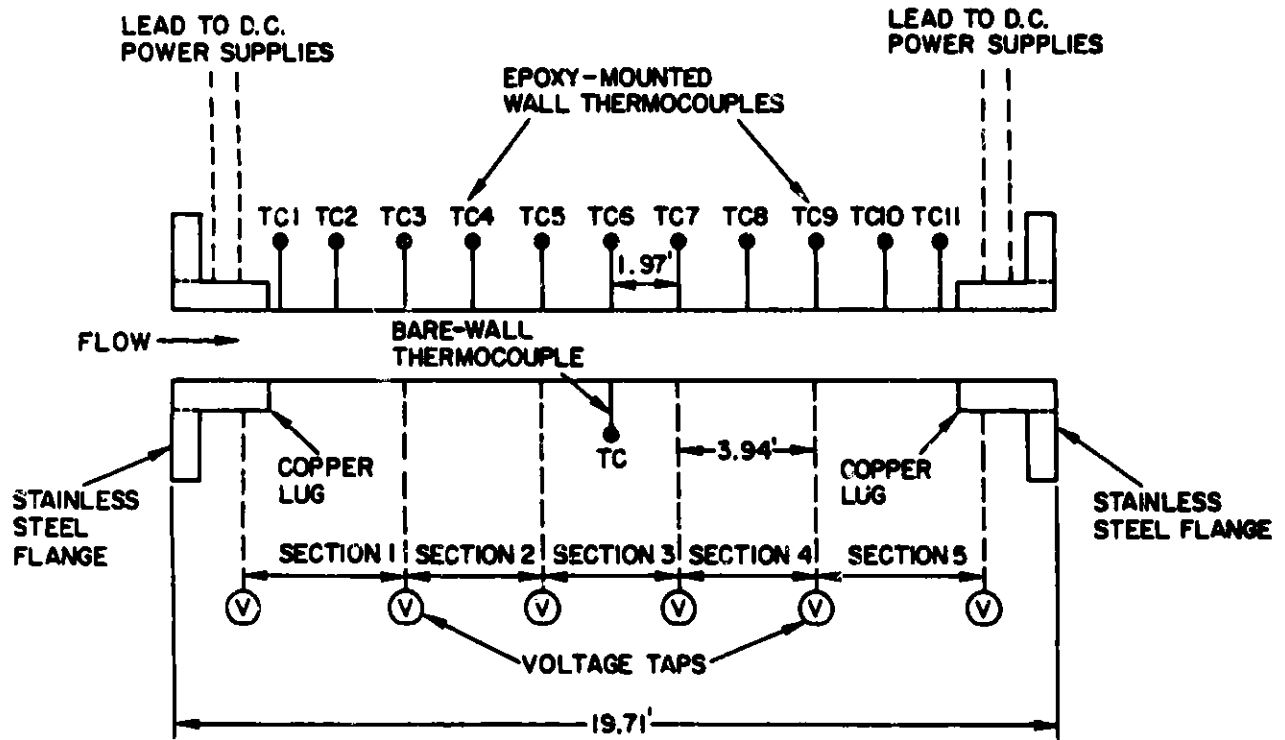 LEAD TO D.C.
POWER SUPPLIES
LEAD TO D.C.
POWER SUPPLIES
EPOXY-MOUNTED
WALL THERMOCOUPLES
TC1 TC2 TC3 TC4 TC5 TC6 TC7 TC8 TC9 TC10 TC11
1.97'
FLOW
BARE-WALL
THERMOCOUPLE
TC
3.94'
COPPER
LUG
COPPER
LUG
STAINLESS
STEEL
FLANGE
STAINLESS
STEEL FLANGE
SECTION 1 SECTION 2 SECTION 3 SECTION 4 SECTION 5
V V V V V V
VOLTAGE TAPS
19.71'